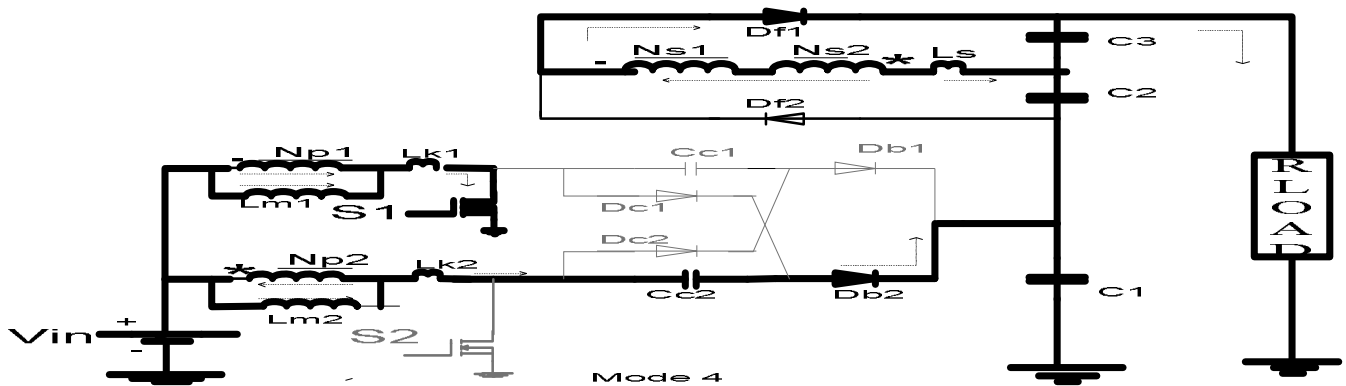 Df1
C3
- Ns1 Ns2 * Ls
C2
Df2
- Np1 Lk1
Cc1 Db1
Lm1 S1
Dc1
RLOAD
Dc2
* Np2 Lk2
Cc2 Db2 C1
Lm2
Vin + -
S2
Mode 4